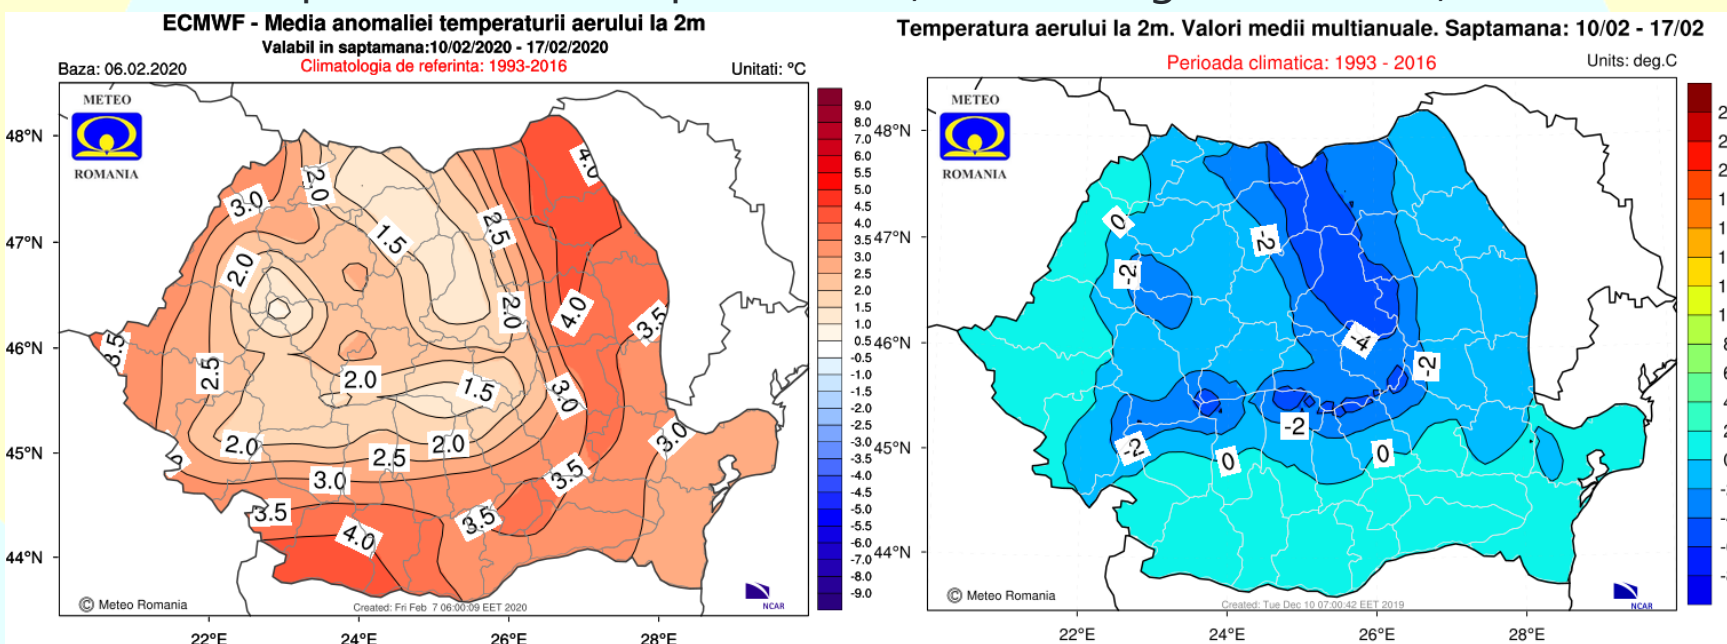 ECMWF - Media anomaliei temperaturii aerului la 2m
Valabil in saptamana:10/02/2020 - 17/02/2020
Baza: 06.02.2020
Climatologia de referinta: 1993-2016
Unitati: °C
METEO
ROMANIA
48°N
47°N
46°N
45°N
44°N
22°E
24°E
26°E
28°E
3.0
2.0
4.0
1.5
2.5
2.0
2.0
4.0
3.5
3.5
2.5
2.0
1.5
3.0
2.0
2.0
3.0
2.5
3.0
3.5
3.5
3.5
4.0
9.0
8.0
7.0
6.0
5.5
5.0
4.5
4.0
3.5
3.0
2.5
2.0
1.5
1.0
0.5
-0.5
-1.0
-1.5
-2.0
-2.5
-3.0
-3.5
-4.0
-4.5
-5.0
-5.5
-6.0
-7.0
-8.0
-9.0
© Meteo Romania
Created: Fri Feb 7 06:00:09 EET 2020
NCAR
Temperatura aerului la 2m. Valori medii multianuale. Saptamana: 10/02 - 17/02
Perioada climatica: 1993 - 2016
Units: deg.C
METEO
ROMANIA
48°N
47°N
46°N
45°N
44°N
22°E
24°E
26°E
28°E
0
-2
-2
-4
-2
-2
-2
0
0
© Meteo Romania
Created: Tue Dec 10 07:00:42 EET 2019
NCAR